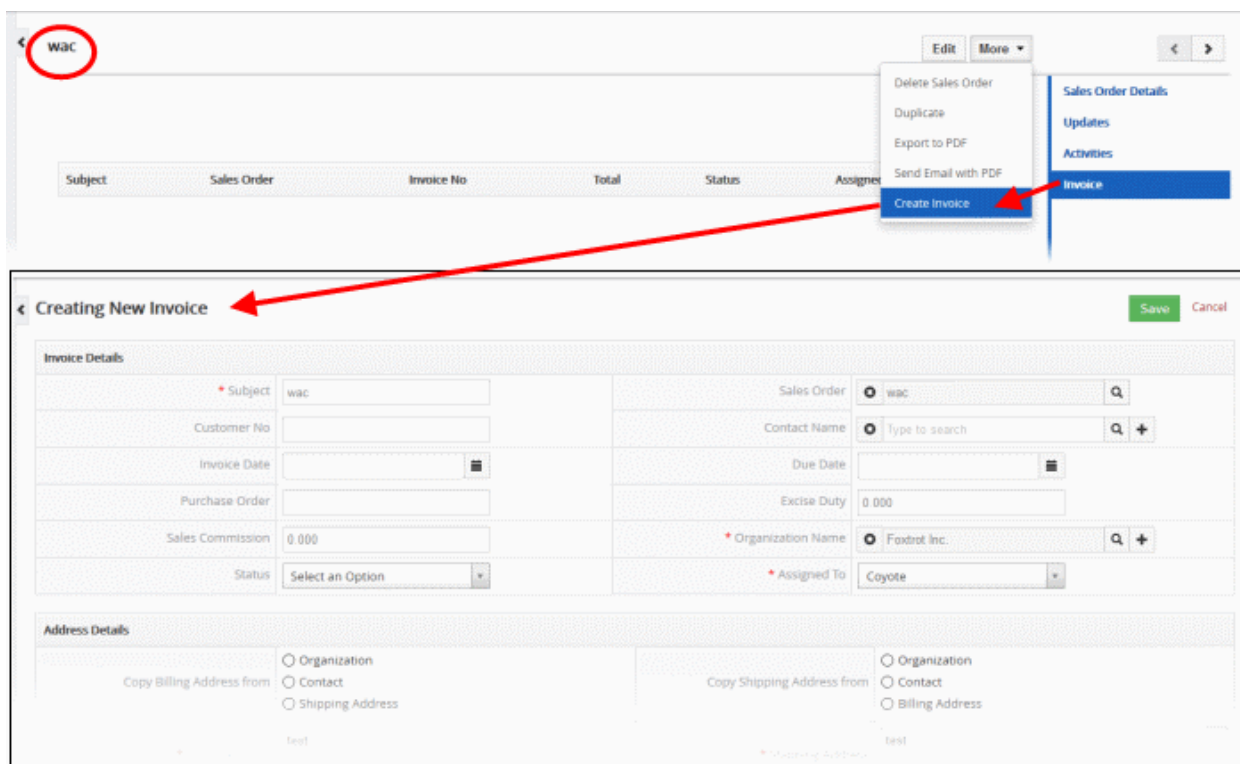 wac
Edit More
Delete Sales Order
Duplicate
Export to PDF
Send Email with PDF
Create Invoice
Sales Order Details
Updates
Activities
Invoice
Subject Sales Order Invoice No Total Status Assigned
Creating New Invoice Save Cancel
Invoice Details
* Subject wac Sales Order wac
Customer No Contact Name Type to search
Invoice Date Due Date
Purchase Order Excise Duty 0.000
Sales Commission 0.000 * Organization Name Foxtrot Inc.
Status Select an Option * Assigned To Coyote
Address Details
Copy Billing Address from Organization Contact Shipping Address
Copy Shipping Address from Organization Contact Billing Address
test test